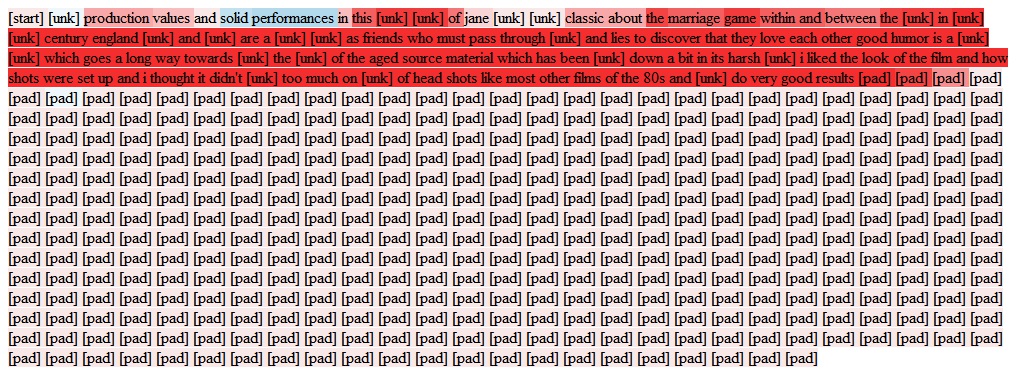 [start] [unk] production values and solid performances in this [unk] [unk] of jane [unk] [unk] classic about the marriage game within and between the [unk] in [unk]
[unk] century england [unk] and [unk] are a [unk] [unk] as friends who must pass through [unk] and lies to discover that they love each other good humor is a [unk]
[unk] which goes a long way towards [unk] the [unk] of the aged source material which has been [unk] down a bit in its harsh [unk] i liked the look of the film and how
shots were set up and i thought it didn't [unk] too much on [unk] of head shots like most other films of the 80s and [unk] do very good results [pad] [pad] [pad] [pad]
[pad] [pad] [pad] [pad] [pad] [pad] [pad] [pad] [pad] [pad] [pad] [pad] [pad] [pad] [pad] [pad] [pad] [pad] [pad] [pad] [pad] [pad] [pad] [pad] [pad] [pad] [pad]
[pad] [pad] [pad] [pad] [pad] [pad] [pad] [pad] [pad] [pad] [pad] [pad] [pad] [pad] [pad] [pad] [pad] [pad] [pad] [pad] [pad] [pad] [pad] [pad] [pad] [pad] [pad]
[pad] [pad] [pad] [pad] [pad] [pad] [pad] [pad] [pad] [pad] [pad] [pad] [pad] [pad] [pad] [pad] [pad] [pad] [pad] [pad] [pad] [pad] [pad] [pad] [pad] [pad] [pad]
[pad] [pad] [pad] [pad] [pad] [pad] [pad] [pad] [pad] [pad] [pad] [pad] [pad] [pad] [pad] [pad] [pad] [pad] [pad] [pad] [pad] [pad] [pad] [pad] [pad] [pad] [pad]
[pad] [pad] [pad] [pad] [pad] [pad] [pad] [pad] [pad] [pad] [pad] [pad] [pad] [pad] [pad] [pad] [pad] [pad] [pad] [pad] [pad] [pad] [pad] [pad] [pad] [pad] [pad]
[pad] [pad] [pad] [pad] [pad] [pad] [pad] [pad] [pad] [pad] [pad] [pad] [pad] [pad] [pad] [pad] [pad] [pad] [pad] [pad] [pad] [pad] [pad] [pad] [pad] [pad] [pad]
[pad] [pad] [pad] [pad] [pad] [pad] [pad] [pad] [pad] [pad] [pad] [pad] [pad] [pad] [pad] [pad] [pad] [pad] [pad] [pad] [pad] [pad] [pad] [pad] [pad] [pad] [pad]
[pad] [pad] [pad] [pad] [pad] [pad] [pad] [pad] [pad] [pad] [pad] [pad] [pad] [pad] [pad] [pad] [pad] [pad] [pad] [pad] [pad] [pad] [pad] [pad] [pad] [pad] [pad]
[pad] [pad] [pad] [pad] [pad] [pad] [pad] [pad] [pad] [pad] [pad] [pad] [pad] [pad] [pad] [pad] [pad] [pad] [pad] [pad] [pad] [pad] [pad] [pad] [pad] [pad] [pad]
[pad] [pad] [pad] [pad] [pad] [pad] [pad] [pad] [pad] [pad] [pad] [pad] [pad] [pad] [pad] [pad] [pad] [pad] [pad] [pad] [pad] [pad] [pad] [pad] [pad] [pad] [pad]
[pad] [pad] [pad] [pad] [pad] [pad] [pad] [pad] [pad] [pad] [pad] [pad] [pad] [pad] [pad] [pad] [pad] [pad] [pad] [pad] [pad] [pad] [pad] [pad] [pad] [pad] [pad]
[pad] [pad] [pad] [pad] [pad] [pad] [pad] [pad] [pad] [pad] [pad] [pad] [pad] [pad] [pad] [pad] [pad] [pad] [pad] [pad] [pad] [pad] [pad] [pad] [pad] [pad] [pad]
[pad] [pad] [pad] [pad] [pad] [pad] [pad] [pad] [pad] [pad] [pad] [pad] [pad] [pad] [pad] [pad] [pad] [pad] [pad] [pad] [pad] [pad] [pad] [pad] [pad] [pad] [pad]
[pad] [pad] [pad] [pad] [pad] [pad] [pad] [pad] [pad] [pad] [pad] [pad] [pad] [pad] [pad] [pad] [pad] [pad] [pad] [pad] [pad] [pad]